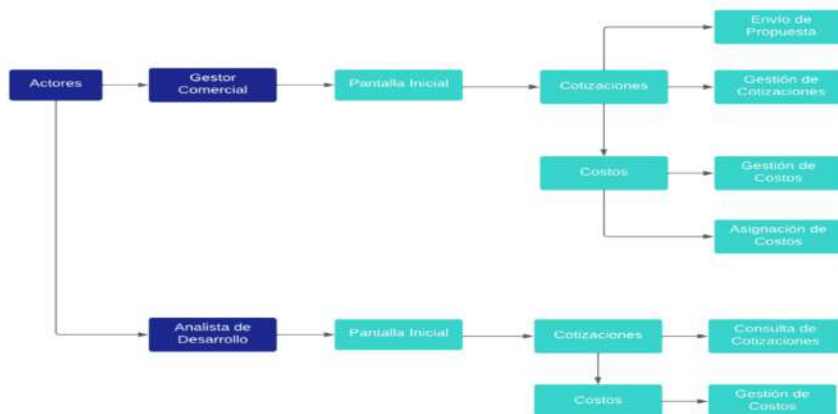 Envío de
Propuesta
Actores
Gestor
Comercial
Pantalla Inicial
Cotizaciones
Gestión de
Cotizaciones
Costos
Gestión de
Costos
Asignación de
Costos
Analista de
Desarrollo
Pantalla Inicial
Cotizaciones
Consulta de
Cotizaciones
Costos
Gestión de
Costos